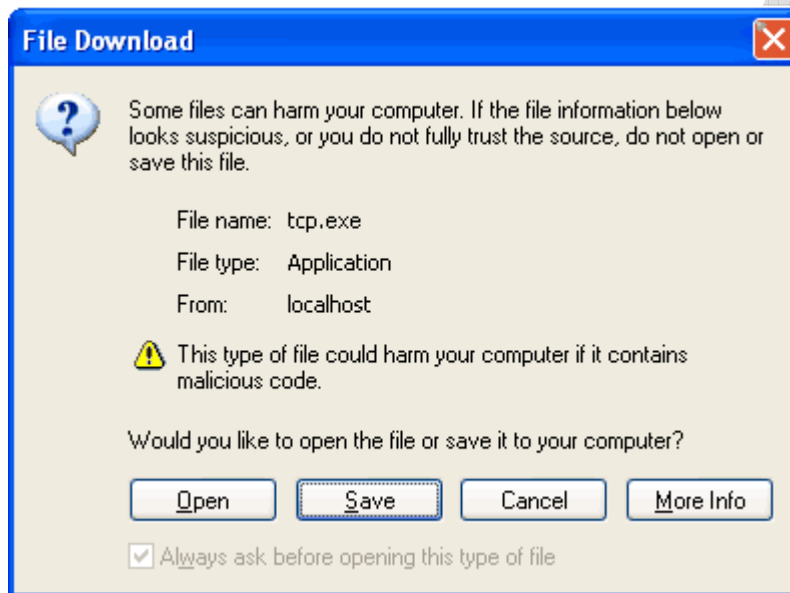 File Download
Some files can harm your computer. If the file information below
looks suspicious, or you do not fully trust the source, do not open or
save this file.
File name: tcp.exe
File type: Application
From: localhost
This type of file could harm your computer if it contains
malicious code.
Would you like to open the file or save it to your computer?
Open Save Cancel More Info
Always ask before opening this type of file